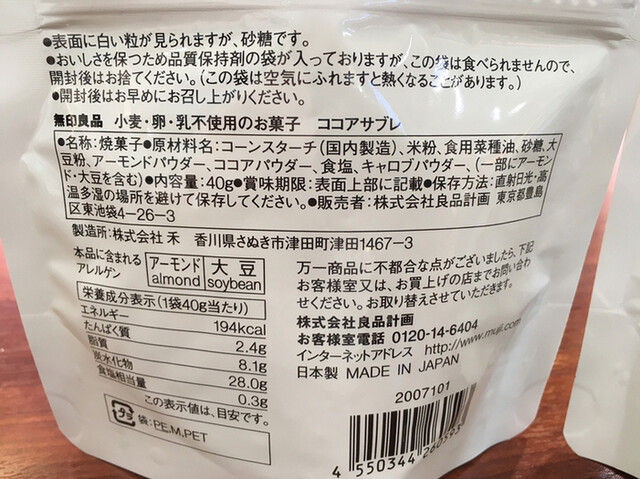 ●表面に白い粒が見られますが、砂糖です。
●おいしさを保つため品質保持剤の袋が入っておりますが、この袋は食べられませんので、
開封後はお捨てください。(この袋は空気にふれますと熱くなることがあります。)
●開封後はお早めにお召し上がりください。
無印良品 小麦・卵・乳不使用のお菓子 ココアサブレ
●名称：焼菓子●原材料名：コーンスターチ(国内製造)、米粉、食用菜種油、砂糖、大
豆粉、アーモンドパウダー、ココアパウダー、食塩、キャロブパウダー、(一部にアーモン
ド・大豆を含む)●内容量：40g●賞味期限：表面上部に記載●保存方法：直射日光・高
温多湿の場所を避けて保存してください。●販売者：株式会社良品計画 東京都豊島
区東池袋4-26-3
製造所：株式会社 禾 香川県さぬき市津田町津田1467-3
本品に含まれる
アレルゲン
アーモンド
almond
大豆
soybean
栄養成分表示(1袋40g当たり)
エネルギー 194kcal
たんぱく質 2.4g
脂質 8.1g
炭水化物 28.0g
食塩相当量 0.3g
この表示値は、目安です。
プラ
袋：PE,M,PET
万一商品に不都合な点がございましたら、下記
お客様室又は、お買上げの店までお問い合わ
せください。お取り替えさせていただきます。
株式会社良品計画
お客様室電話 0120-14-6404
インターネットアドレス http://www.muji.com
日本製 MADE IN JAPAN
2007101
4 550344